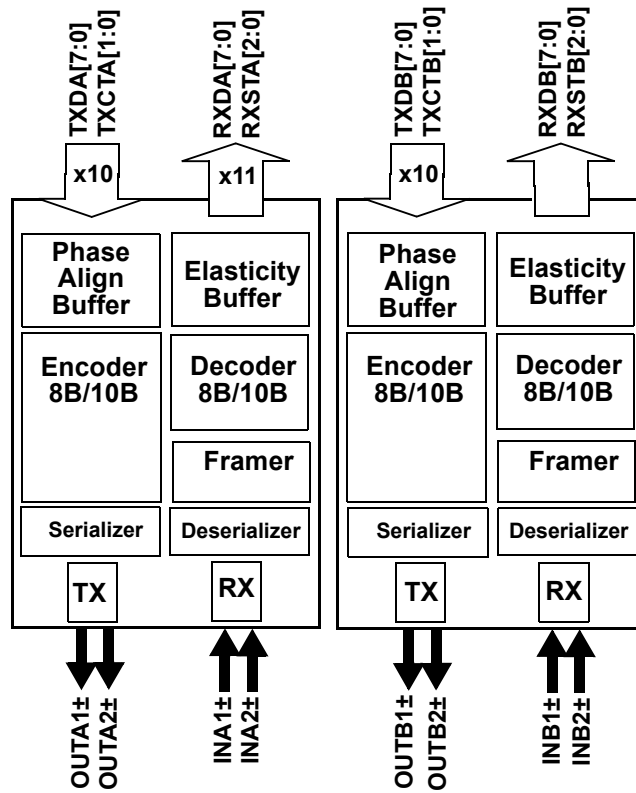 TXDA[7:0]
TXCTA[1:0]
RXDA[7:0]
RXSTA[2:0]
TXDB[7:0]
TXCTB[1:0]
RXDB[7:0]
RXSTB[2:0]
x10
x11
x10
Phase
Align
Buffer
Elasticity
Buffer
Phase
Align
Buffer
Elasticity
Buffer
Encoder
8B/10B
Decoder
8B/10B
Encoder
8B/10B
Decoder
8B/10B
Framer
Framer
Serializer
Deserializer
Serializer
Deserializer
TX
RX
TX
RX
OUTA1±
OUTA2±
INA1±
INA2±
OUTB1±
OUTB2±
INB1±
INB2±